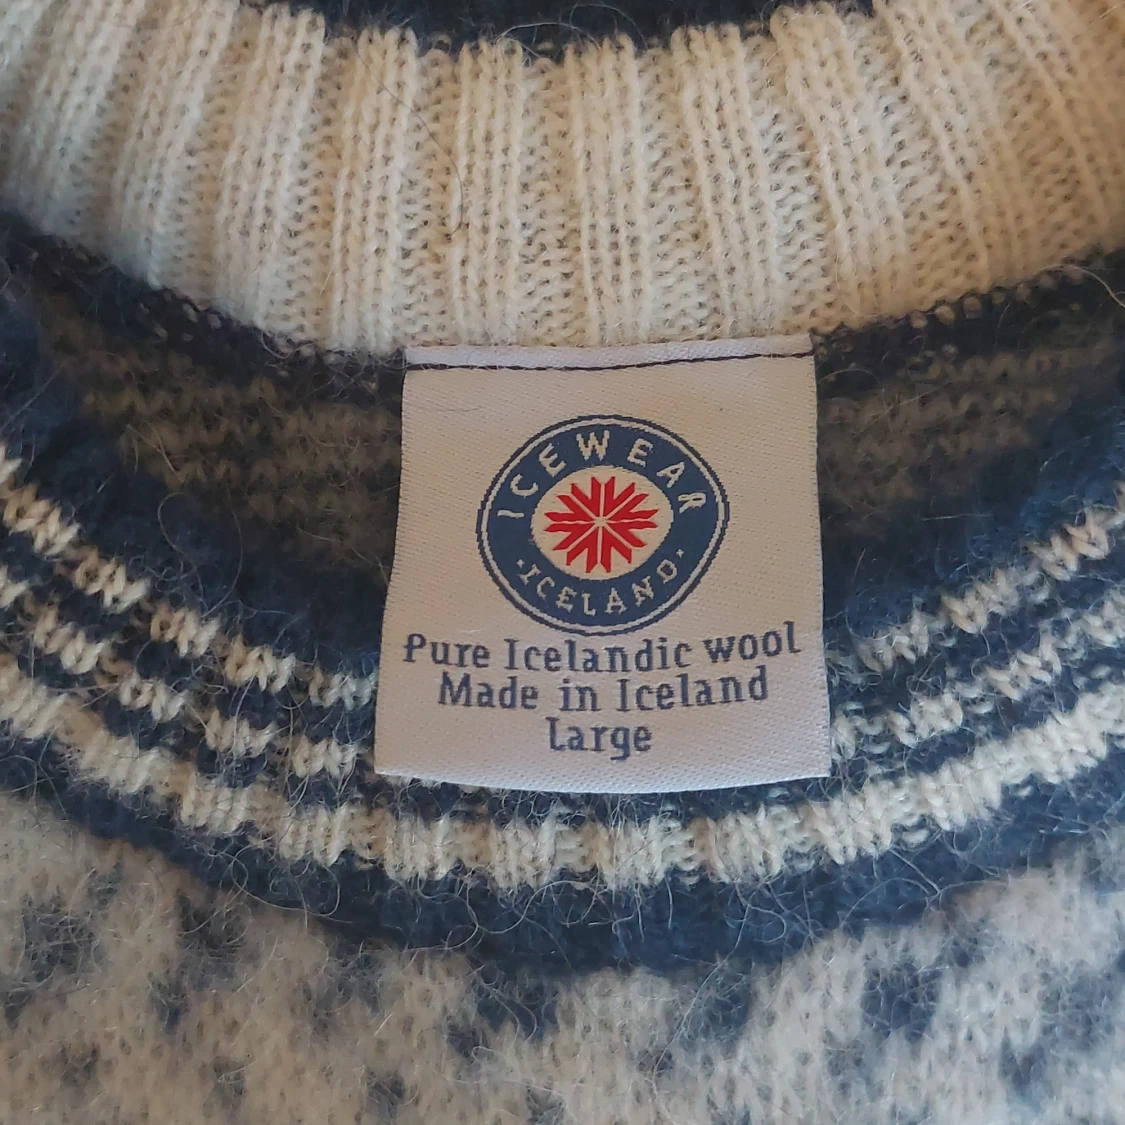 ICEWEAR
· ICELAND ·
Pure Icelandic wool
Made in Iceland
Large